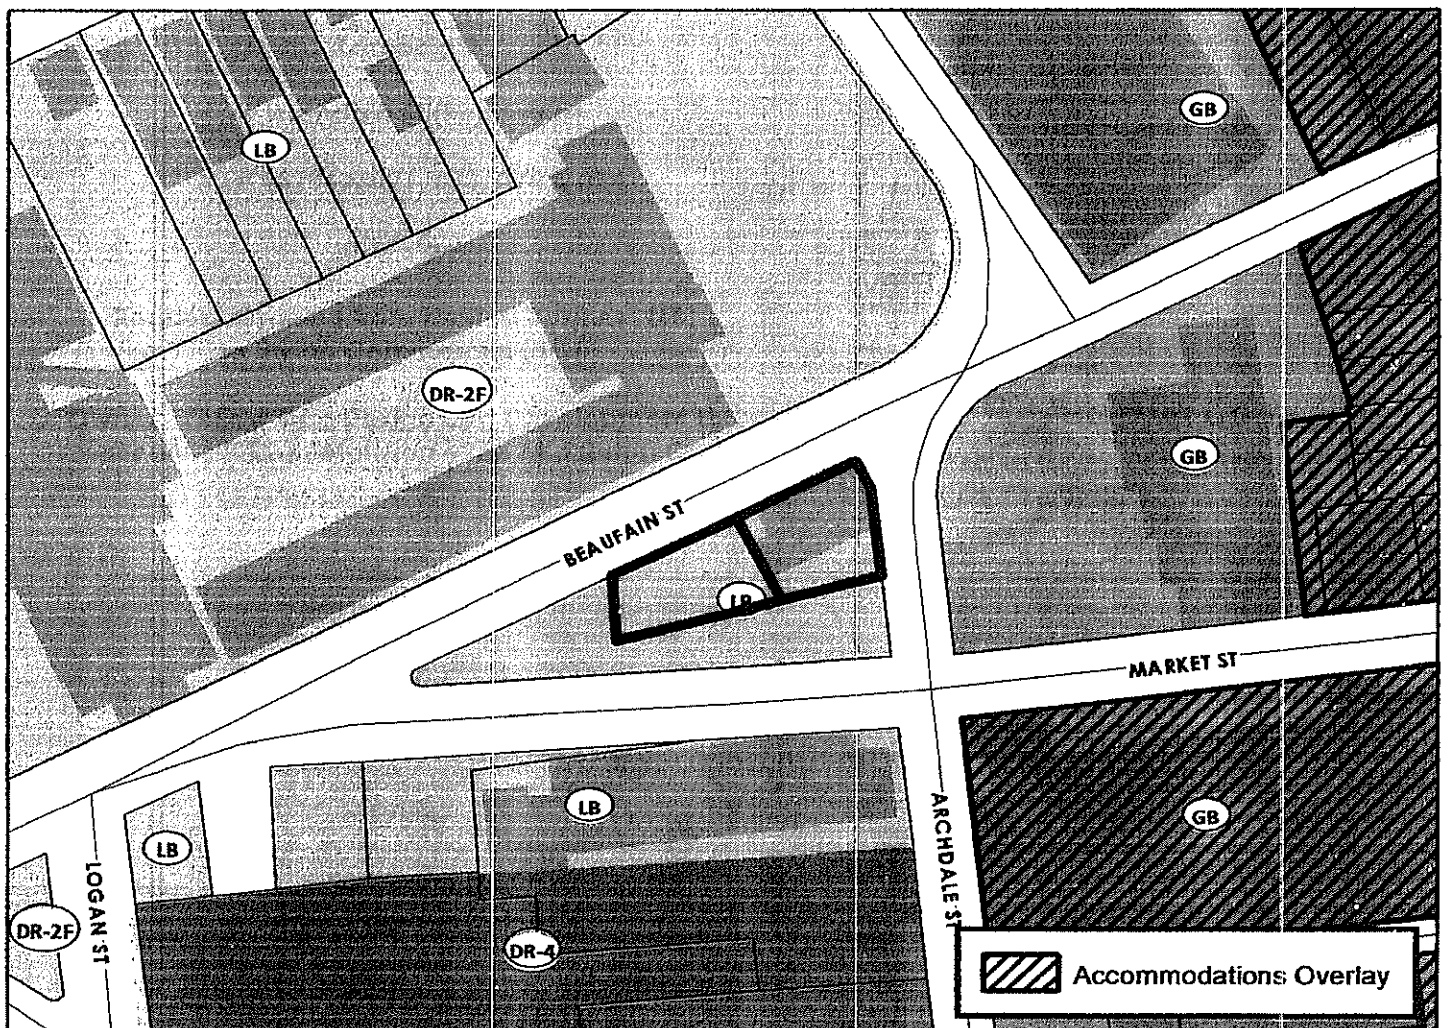 GB
LB
DR-2F
GB
BEAUFAIN ST
LB
MARKET ST
LB
GB
LB
ARCHDALE ST
LOGAN ST
DR-2F
DR-4
Accommodations Overlay